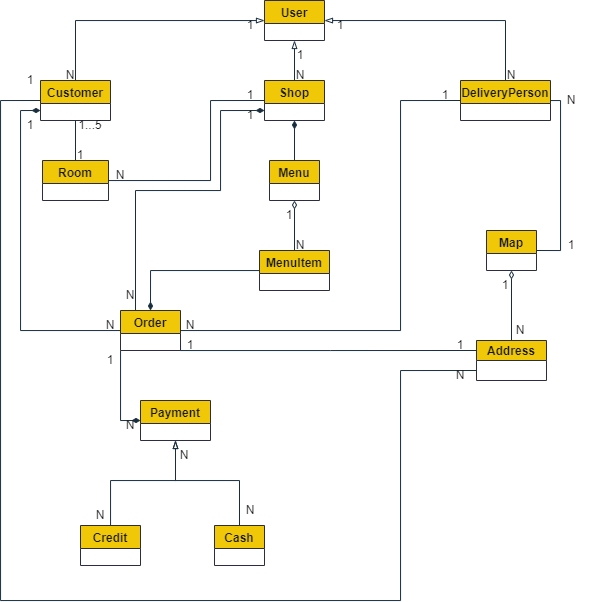 User
1
1
1
N
N
N
1
Customer
Shop
DeliveryPerson
1
1
N
1
1...5
1
1
Room
N
Menu
1
N
Map
1
MenuItem
1
N
Order
N
N
N
1
1
Address
1
N
Payment
N
N
N
N
Credit
Cash